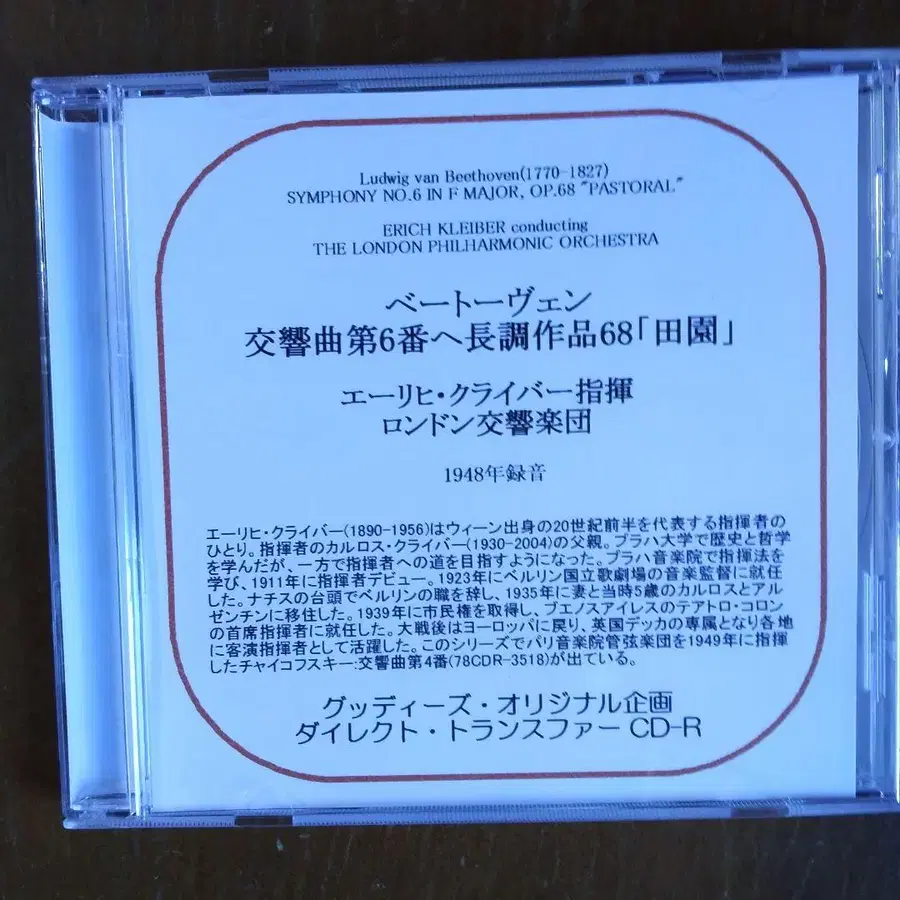 Ludwig van Beethoven(1770-1827)
SYMPHONY NO.6 IN F MAJOR, OP.68 "PASTORAL"
ERICH KLEIBER conducting
THE LONDON PHILHARMONIC ORCHESTRA
ベートーヴェン
交響曲第6番ヘ長調作品68「田園」
エーリヒ・クライバー指揮
ロンドン交響楽団
1948年録音
エーリヒ・クライバー(1890-1956)はウィーン出身の20世紀前半を代表する指揮者の
ひとり。指揮者のカルロス・クライバー(1930-2004)の父親。プラハ大学で歴史と哲学
を学んだが、一方で指揮者への道を目指すようになった。プラハ音楽院で指揮法を
学び、1911年に指揮者デビュー。1923年にベルリン国立歌劇場の音楽監督に就任
した。ナチスの台頭でベルリンの職を辞し、1935年に妻と当時5歳のカルロスとアル
ゼンチンに移住した。1939年に市民権を取得し、ブエノスアイレスのテアトロ・コロン
の首席指揮者に就任した。大戦後はヨーロッパに戻り、英国デッカの専属となり各地
に客演指揮者として活躍した。このシリーズでパリ音楽院管弦楽団を1949年に指揮
したチャイコフスキー:交響曲第4番(78CDR-3518)が出ている。
グッディーズ・オリジナル企画
ダイレクト・トランスファー CD-R